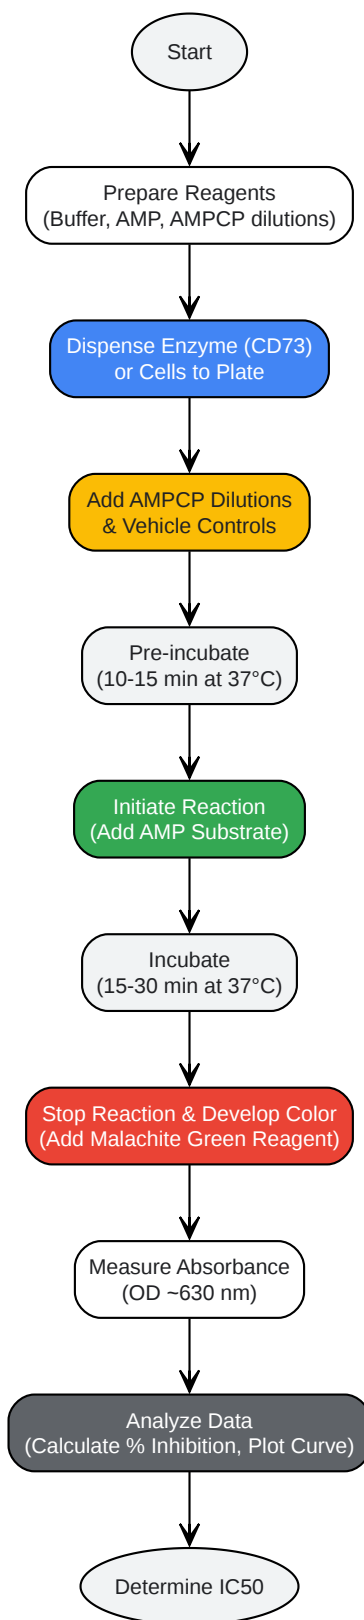 Start
Prepare Reagents
(Buffer, AMP, AMPCP dilutions)
Dispense Enzyme (CD73)
or Cells to Plate
Add AMPCP Dilutions
& Vehicle Controls
Pre-incubate
(10-15 min at 37°C)
Initiate Reaction
(Add AMP Substrate)
Incubate
(15-30 min at 37°C)
Stop Reaction & Develop Color
(Add Malachite Green Reagent)
Measure Absorbance
(OD ~630 nm)
Analyze Data
(Calculate % Inhibition, Plot Curve)
Determine IC50